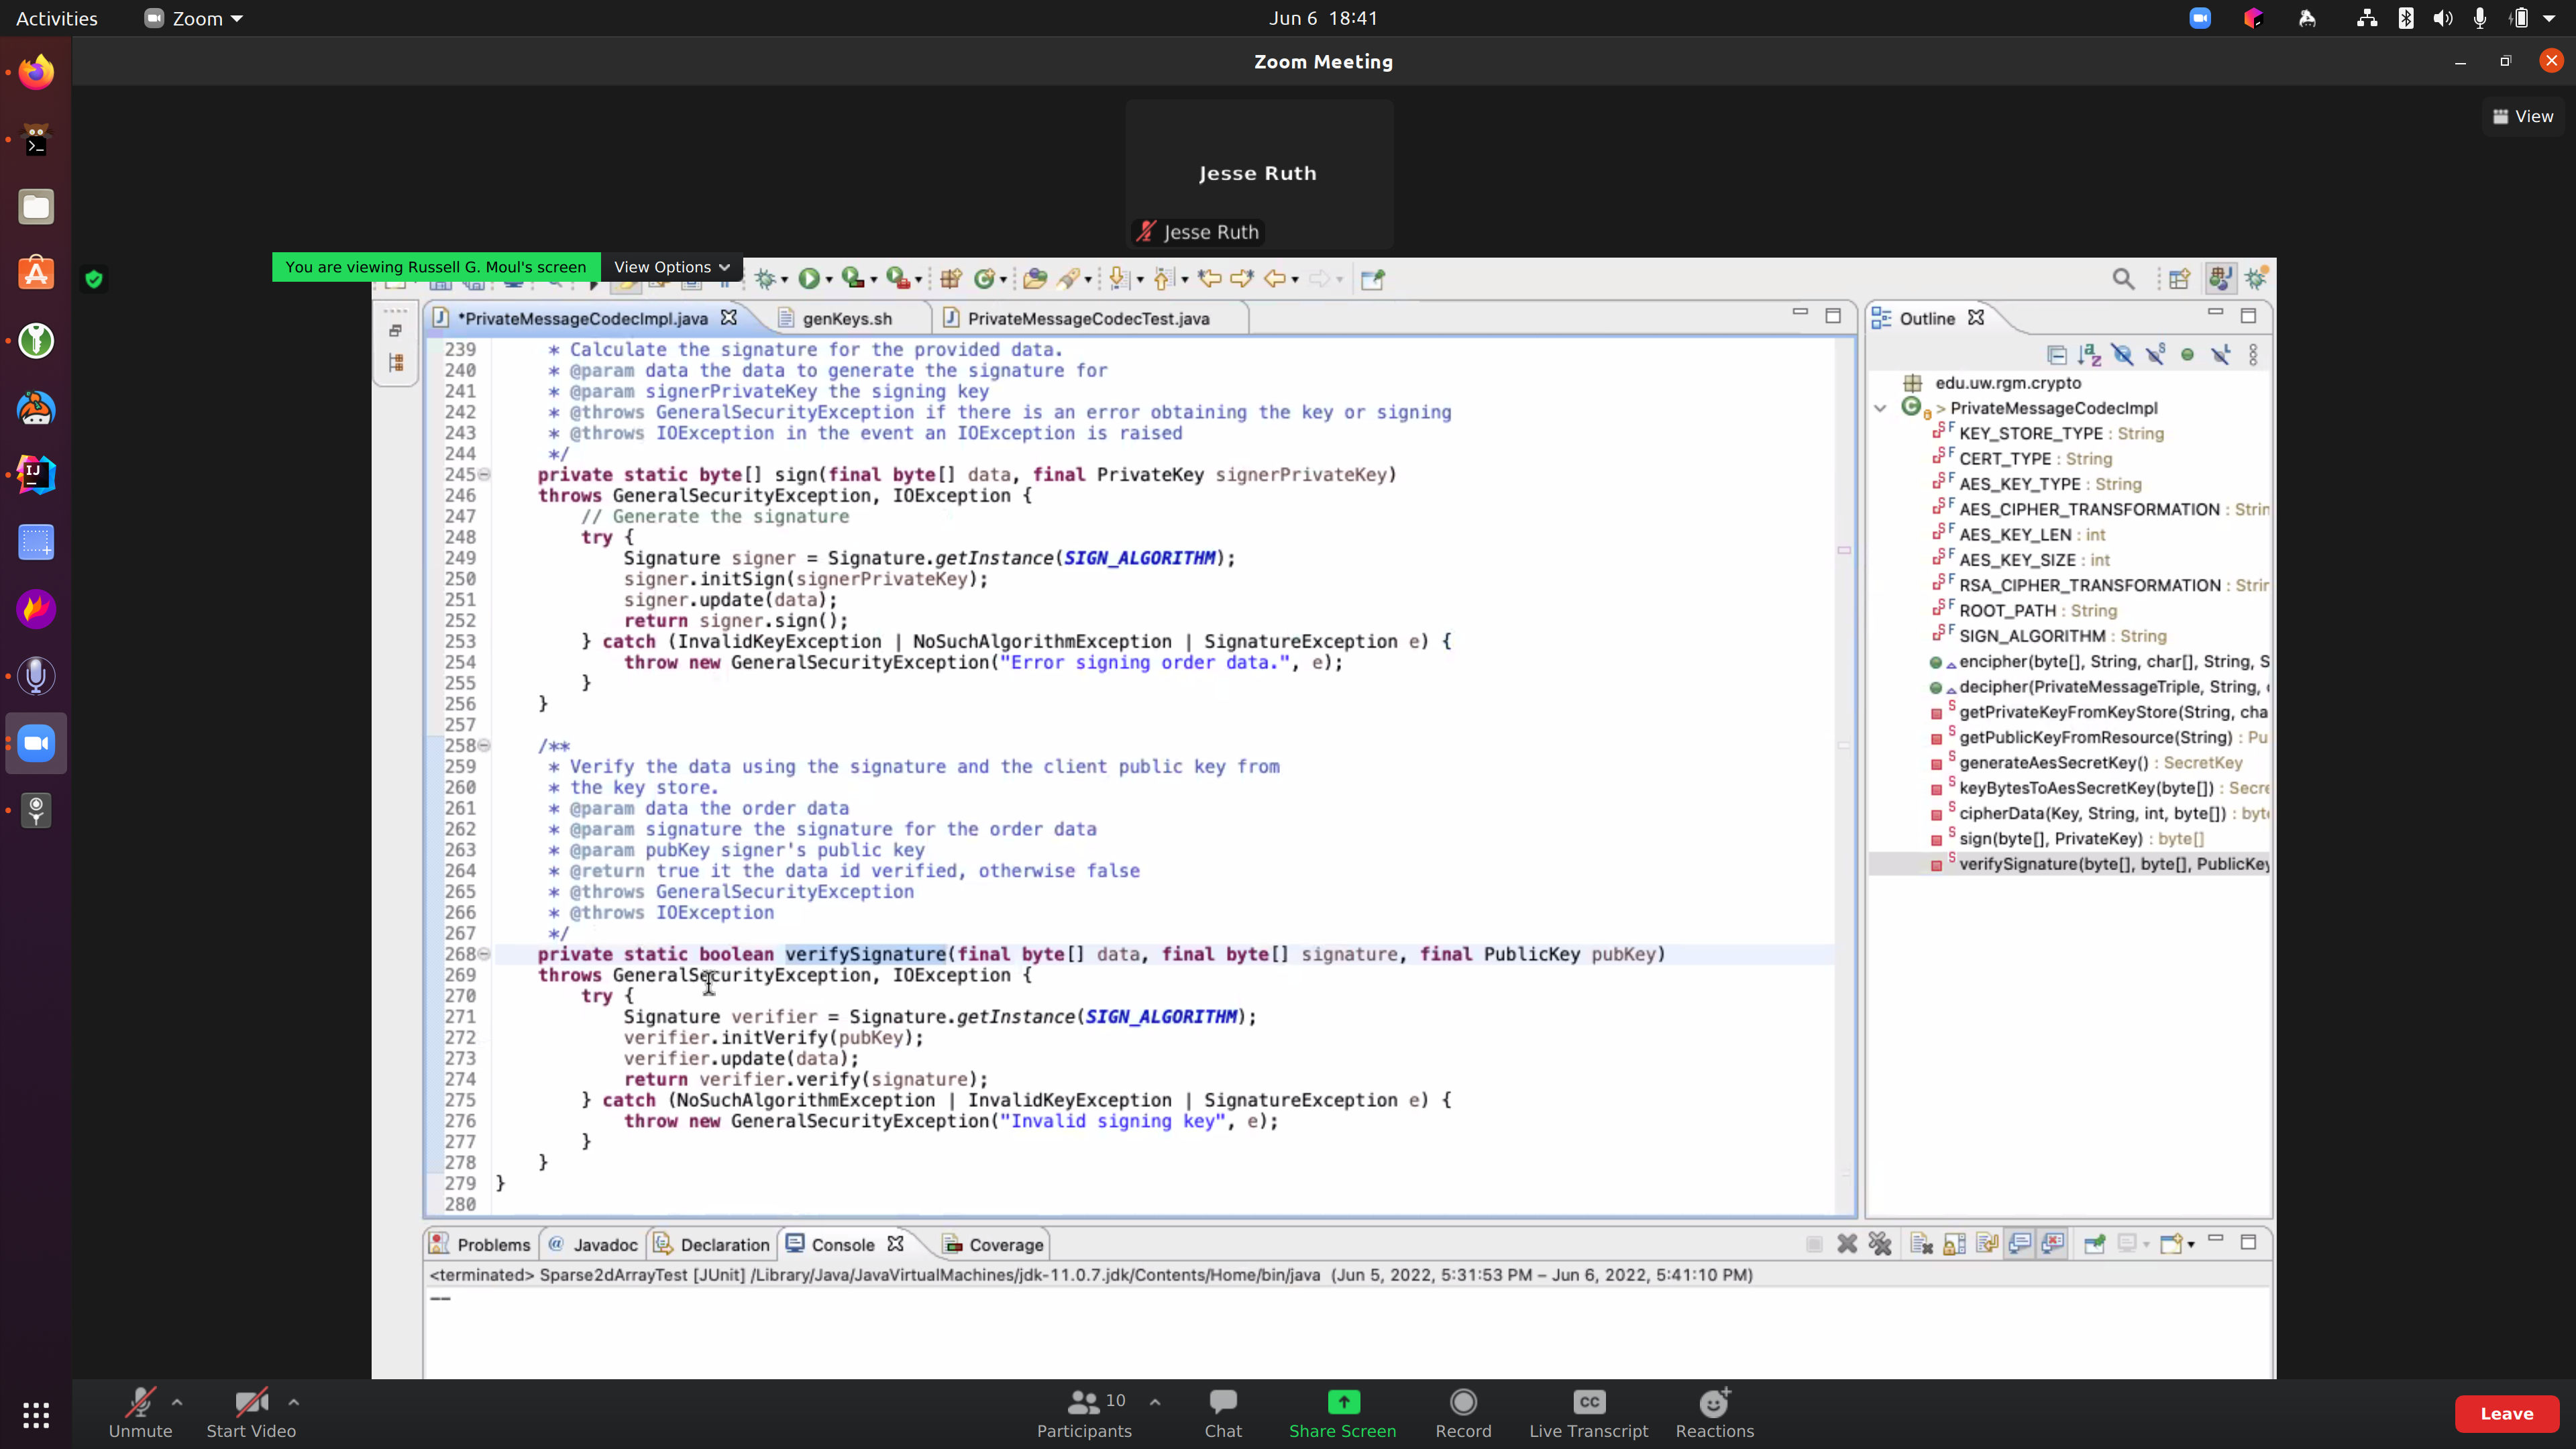 Activities
Zoom
Jun 6 18:41
Zoom Meeting
View
Jesse Ruth
Jesse Ruth
You are viewing Russell G. Moul's screen
View Options
*PrivateMessageCodecImpl.java
genKeys.sh
PrivateMessageCodecTest.java
239 * Calculate the signature for the provided data.
240 * @param data the data to generate the signature for
241 * @param signerPrivateKey the signing key
242 * @throws GeneralSecurityException if there is an error obtaining the key or signing
243 * @throws IOException in the event an IOException is raised
244 */
245 private static byte[] sign(final byte[] data, final PrivateKey signerPrivateKey)
246 throws GeneralSecurityException, IOException {
247 // Generate the signature
248 try {
249 Signature signer = Signature.getInstance(SIGN_ALGORITHM);
250 signer.initSign(signerPrivateKey);
251 signer.update(data);
252 return signer.sign();
253 } catch (InvalidKeyException | NoSuchAlgorithmException | SignatureException e) {
254 throw new GeneralSecurityException("Error signing order data.", e);
255 }
256 }
257
258 /**
259 * Verify the data using the signature and the client public key from
260 * the key store.
261 * @param data the order data
262 * @param signature the signature for the order data
263 * @param pubKey signer's public key
264 * @return true it the data id verified, otherwise false
265 * @throws GeneralSecurityException
266 * @throws IOException
267 */
268 private static boolean verifySignature(final byte[] data, final byte[] signature, final PublicKey pubKey)
269 throws GeneralSecurityException, IOException {
270 try {
271 Signature verifier = Signature.getInstance(SIGN_ALGORITHM);
272 verifier.initVerify(pubKey);
273 verifier.update(data);
274 return verifier.verify(signature);
275 } catch (NoSuchAlgorithmException | InvalidKeyException | SignatureException e) {
276 throw new GeneralSecurityException("Invalid signing key", e);
277 }
278 }
279 }
280
Outline
edu.uw.rgm.crypto
> PrivateMessageCodecImpl
KEY_STORE_TYPE : String
CERT_TYPE : String
AES_KEY_TYPE : String
AES_CIPHER_TRANSFORMATION : Strin
AES_KEY_LEN : int
AES_KEY_SIZE : int
RSA_CIPHER_TRANSFORMATION : Strin
ROOT_PATH : String
SIGN_ALGORITHM : String
encipher(byte[], String, char[], String, S
decipher(PrivateMessageTriple, String, 
getPrivateKeyFromKeyStore(String, cha
getPublicKeyFromResource(String) : Pu
generateAesSecretKey() : SecretKey
keyBytesToAesSecretKey(byte[]) : Secre
cipherData(Key, String, int, byte[]) : byte
sign(byte[], PrivateKey) : byte[]
verifySignature(byte[], byte[], PublicKey
Problems
@ Javadoc
Declaration
Console
Coverage
<terminated> Sparse2dArrayTest [JUnit] /Library/Java/JavaVirtualMachines/jdk-11.0.7.jdk/Contents/Home/bin/java (Jun 5, 2022, 5:31:53 PM – Jun 6, 2022, 5:41:10 PM)
--
Unmute
Start Video
10
Participants
Chat
Share Screen
Record
CC
Live Transcript
Reactions
Leave